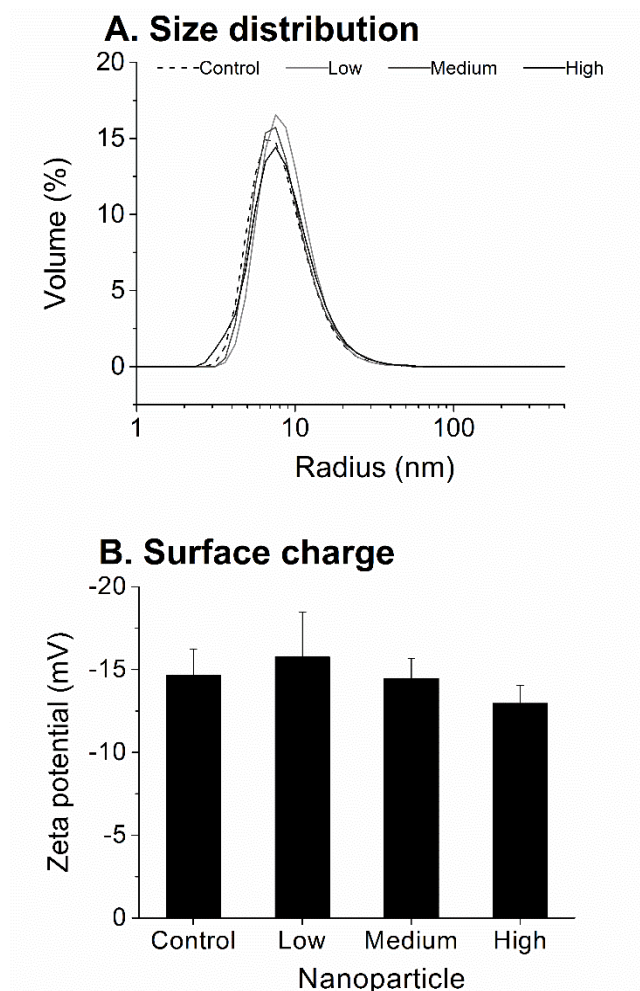 A. Size distribution
20
Control Low Medium High
15
10
5
0
Volume (%)
1 10 100
Radius (nm)
B. Surface charge
-20
-15
-10
-5
0
Zeta potential (mV)
Control Low Medium High
Nanoparticle